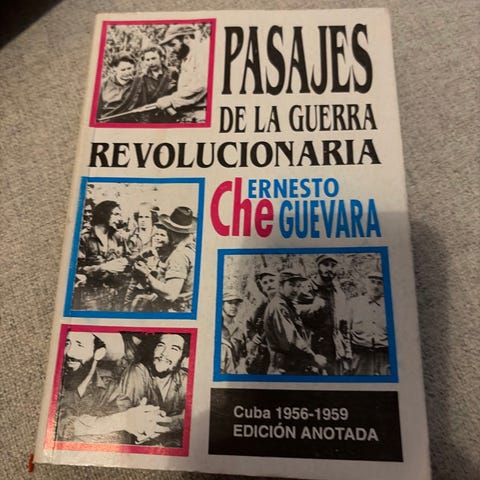 PASAJES
DE LA GUERRA
REVOLUCIONARIA
ERNESTO
Che GUEVARA
Cuba 1956-1959
EDICIÓN ANOTADA